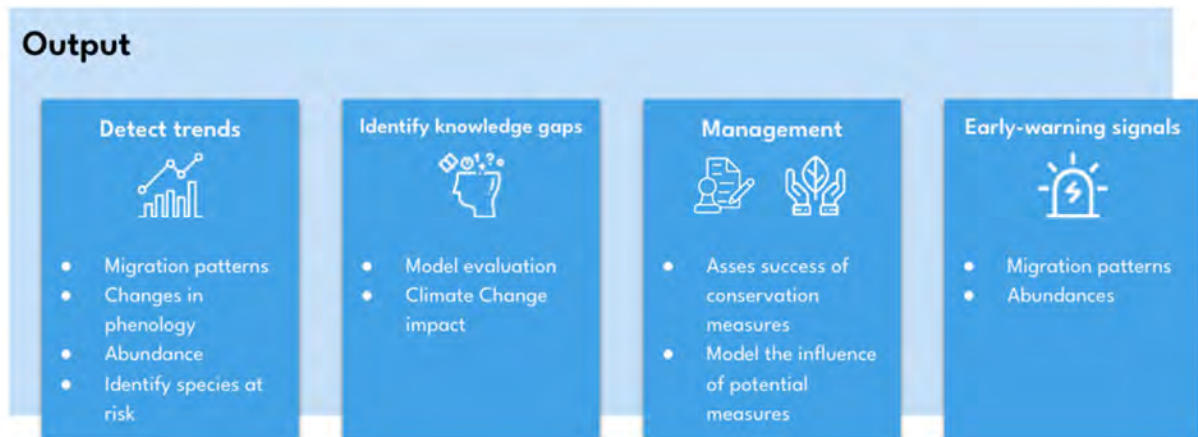 Output
Detect trends
● Migration patterns
● Changes in
phenology
● Abundance
● Identify species at
risk
Identify knowledge gaps
● Model evaluation
● Climate Change
impact
Management
● Asses success of
conservation
measures
● Model the influence
of potential
measures
Early-warning signals
● Migration patterns
● Abundances